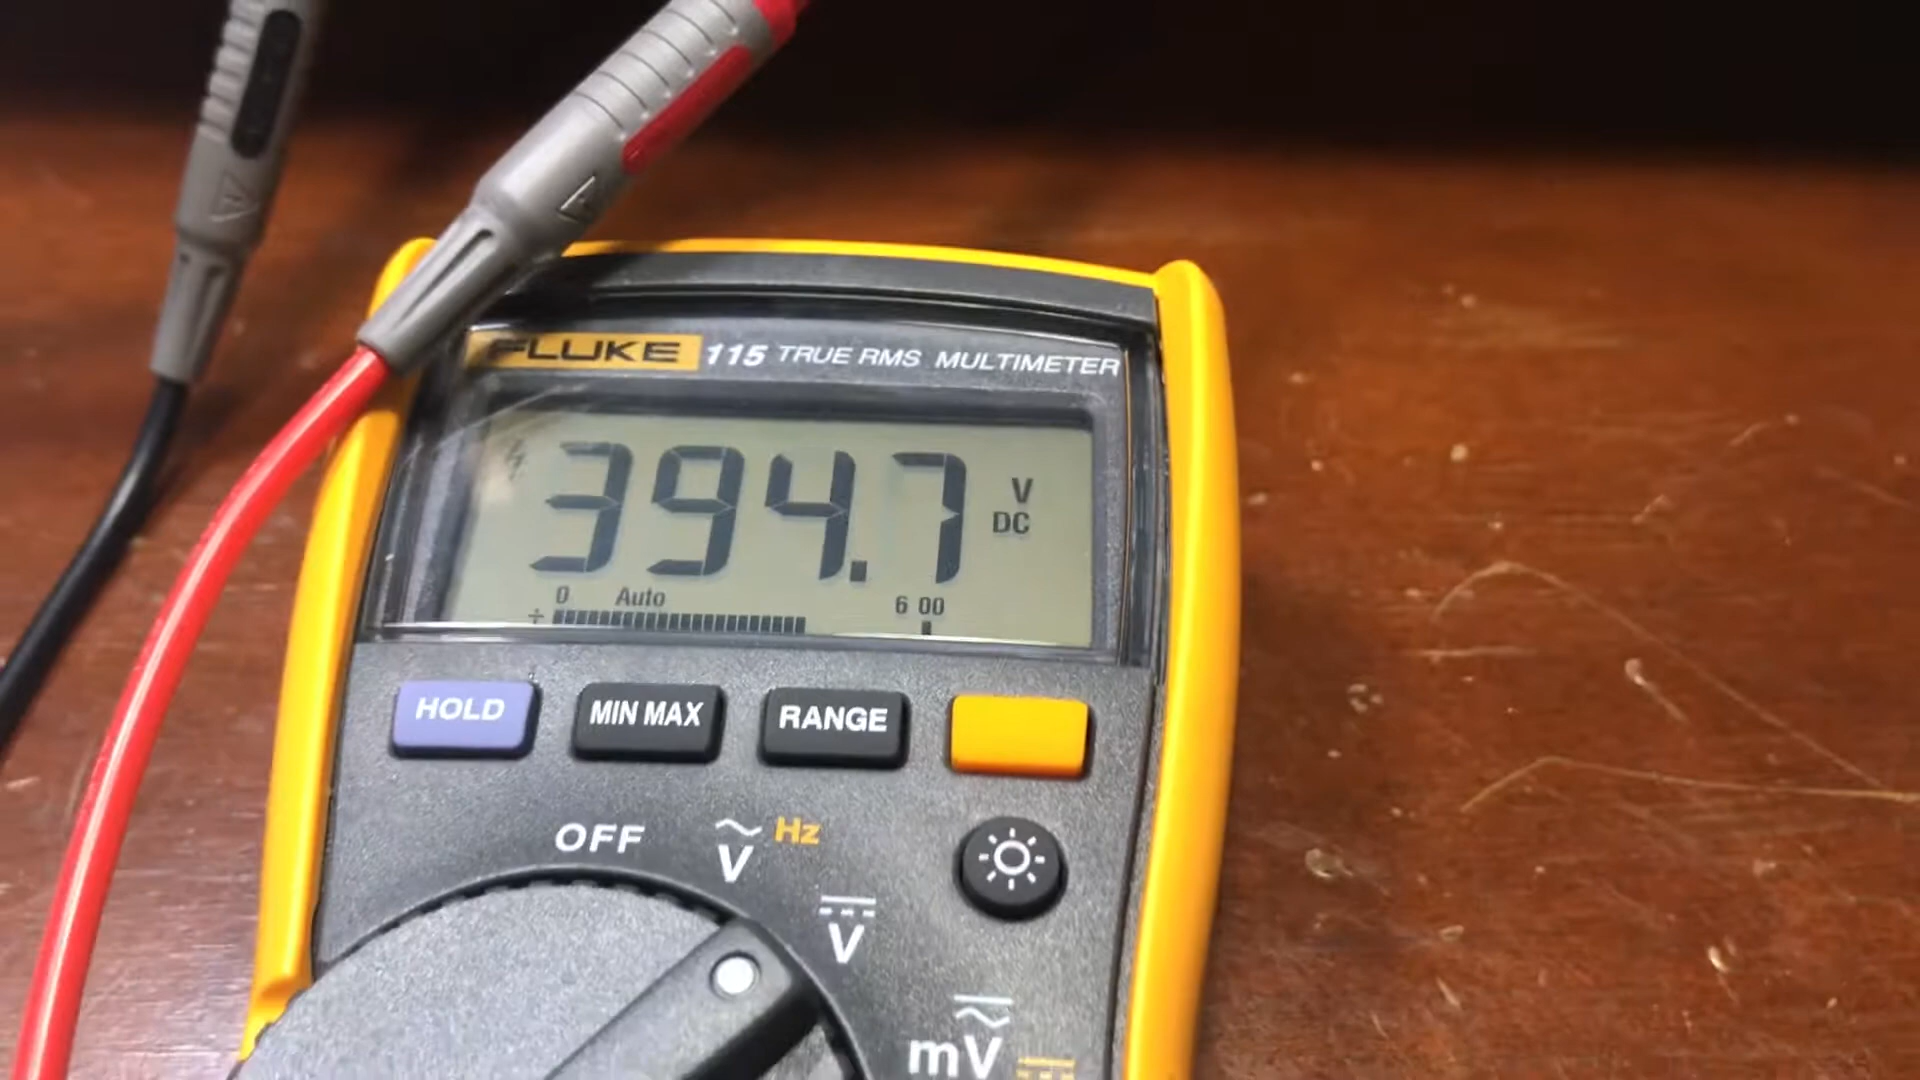 FLUKE 115 TRUE RMS MULTIMETER
394.7 V DC
0 Auto 6 00
HOLD MIN MAX RANGE
OFF V Hz
V
mV